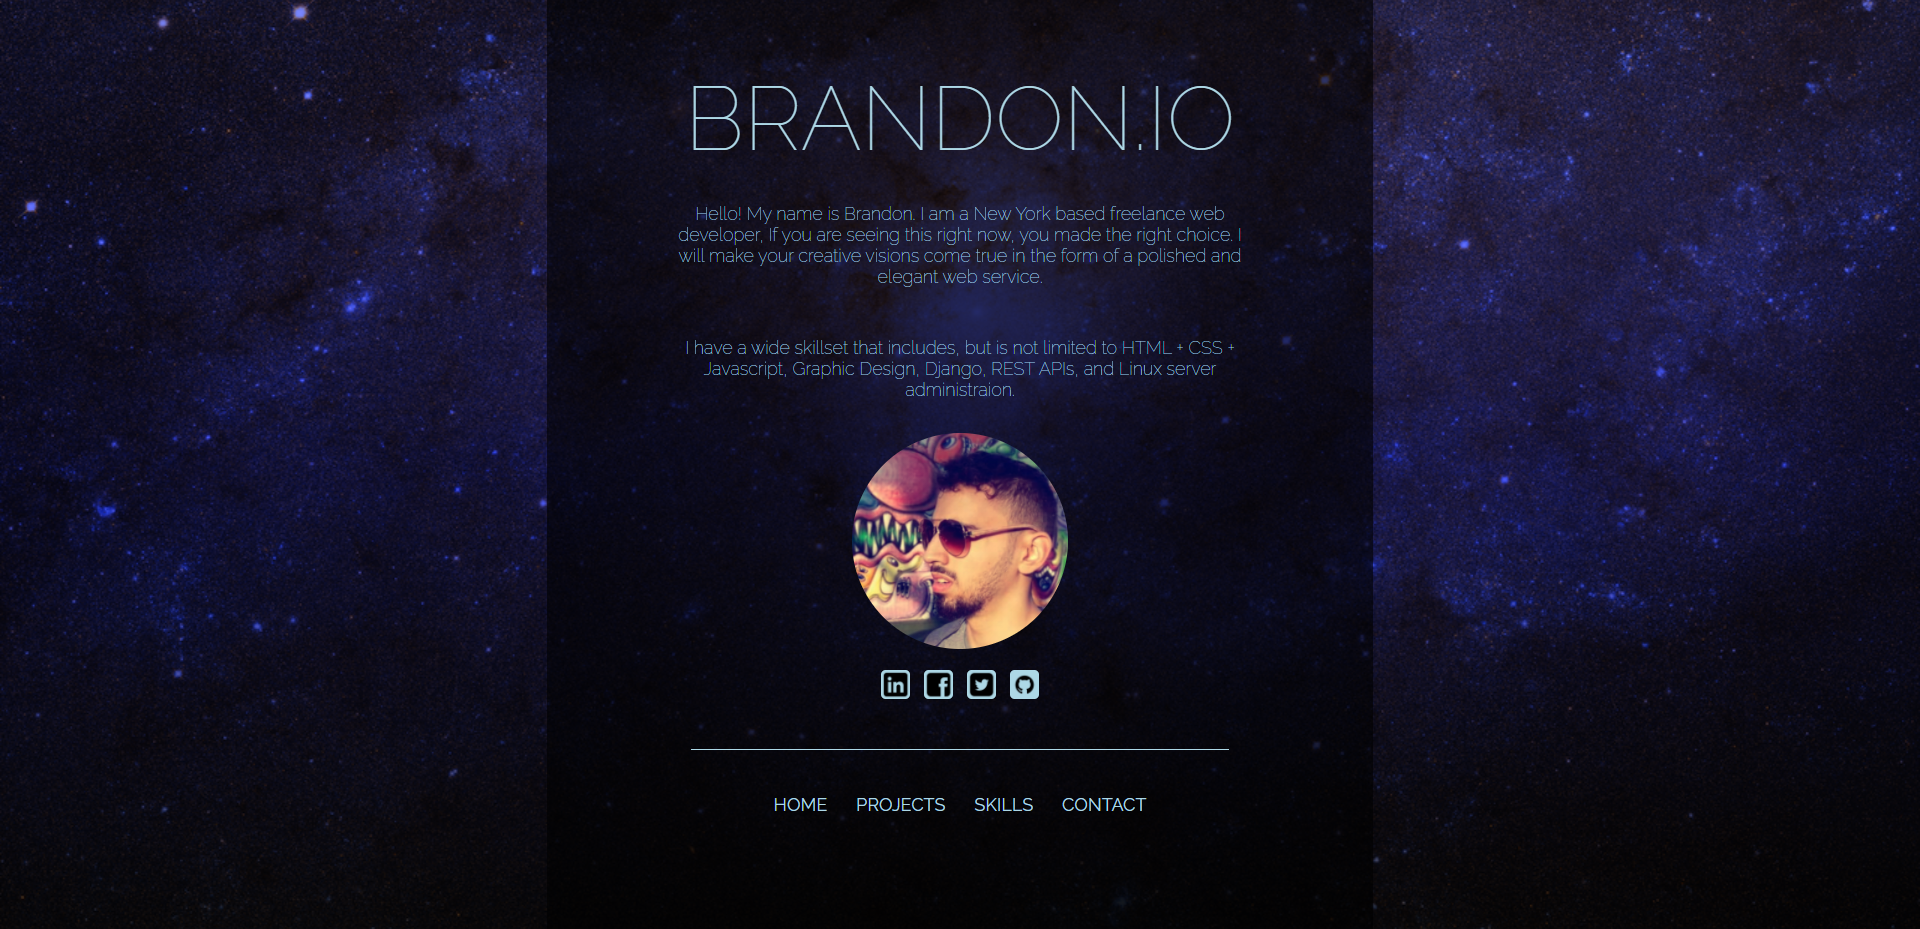 BRANDON.IO
Hello! My name is Brandon. I am a New York based freelance web
developer, If you are seeing this right now, you made the right choice. I
will make your creative visions come true in the form of a polished and
elegant web service.
I have a wide skillset that includes, but is not limited to HTML + CSS +
Javascript, Graphic Design, Django, REST APIs, and Linux server
administraion.
in f
HOME PROJECTS SKILLS CONTACT